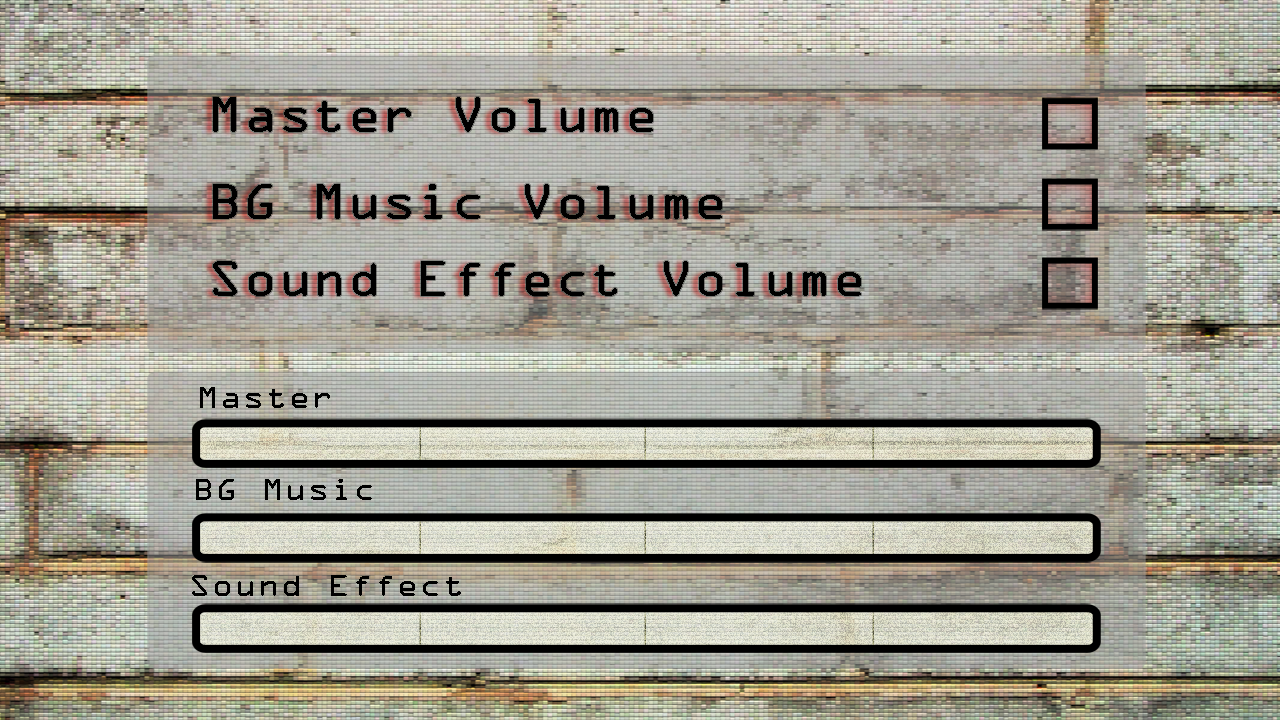 Master Volume
BG Music Volume
Sound Effect Volume
Master
BG Music
Sound Effect